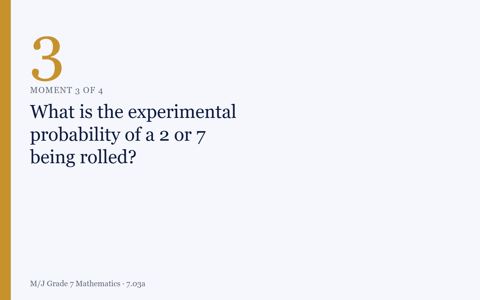 3
MOMENT 3 OF 4
What is the experimental
probability of a 2 or 7
being rolled?
M/J Grade 7 Mathematics · 7.03a